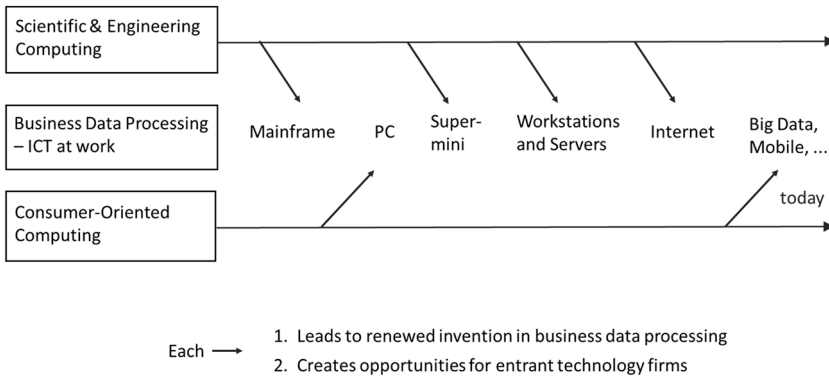 Scientific & Engineering
Computing
Business Data Processing
– ICT at work
Mainframe
PC
Super-
mini
Workstations
and Servers
Internet
Big Data,
Mobile, ...
today
Consumer-Oriented
Computing
Each
1. Leads to renewed invention in business data processing
2. Creates opportunities for entrant technology firms